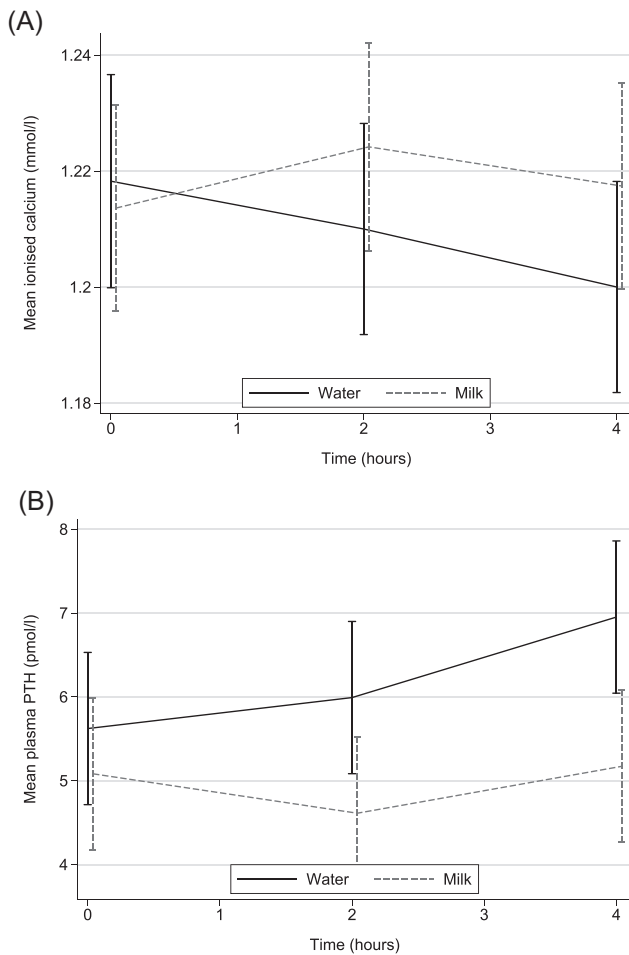 (A)
Mean ionised calcium (mmol/l)
1.24
1.22
1.2
1.18
Water Milk
0 1 2 3 4
Time (hours)
(B)
Mean plasma PTH (pmol/l)
8
7
6
5
4
Water Milk
0 1 2 3 4
Time (hours)